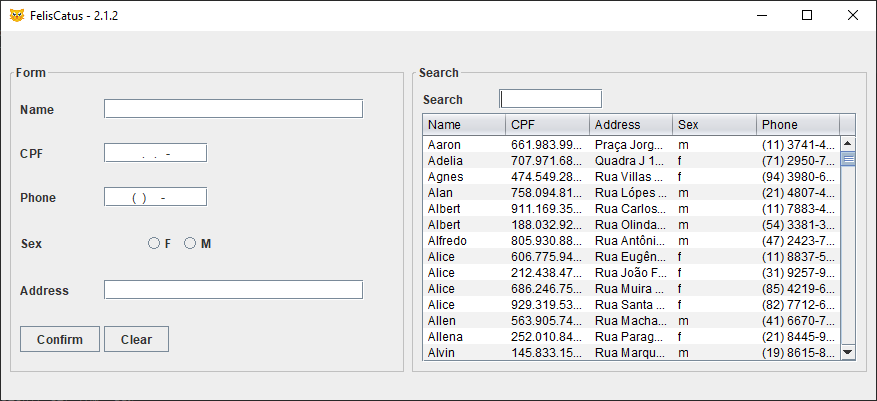 FelisCatus - 2.1.2
Form
Name
CPF
. . -
Phone
( ) -
Sex
F M
Address
Confirm Clear
Search
Search
Name CPF Address Sex Phone
Aaron 661.983.99... Praça Jorg... m (11) 3741-4...
Adelia 707.971.68... Quadra J 1... f (71) 2950-7...
Agnes 474.549.28... Rua Villas ... f (94) 3980-6...
Alan 758.094.81... Rua Lópes ... m (21) 4807-4...
Albert 911.169.35... Rua Carlos... m (11) 7883-4...
Albert 188.032.92... Rua Olinda... m (54) 3381-3...
Alfredo 805.930.88... Rua Antôni... m (47) 2423-7...
Alice 606.775.94... Rua Eugên... f (11) 8837-5...
Alice 212.438.47... Rua João F... f (31) 9257-9...
Alice 686.246.75... Rua Muira ... f (85) 4219-6...
Alice 929.319.53... Rua Santa ... f (82) 7712-6...
Allen 563.905.74... Rua Macha... m (41) 6670-7...
Allena 252.010.84... Rua Parag... f (21) 8445-9...
Alvin 145.833.15... Rua Marqu... m (19) 8615-8...